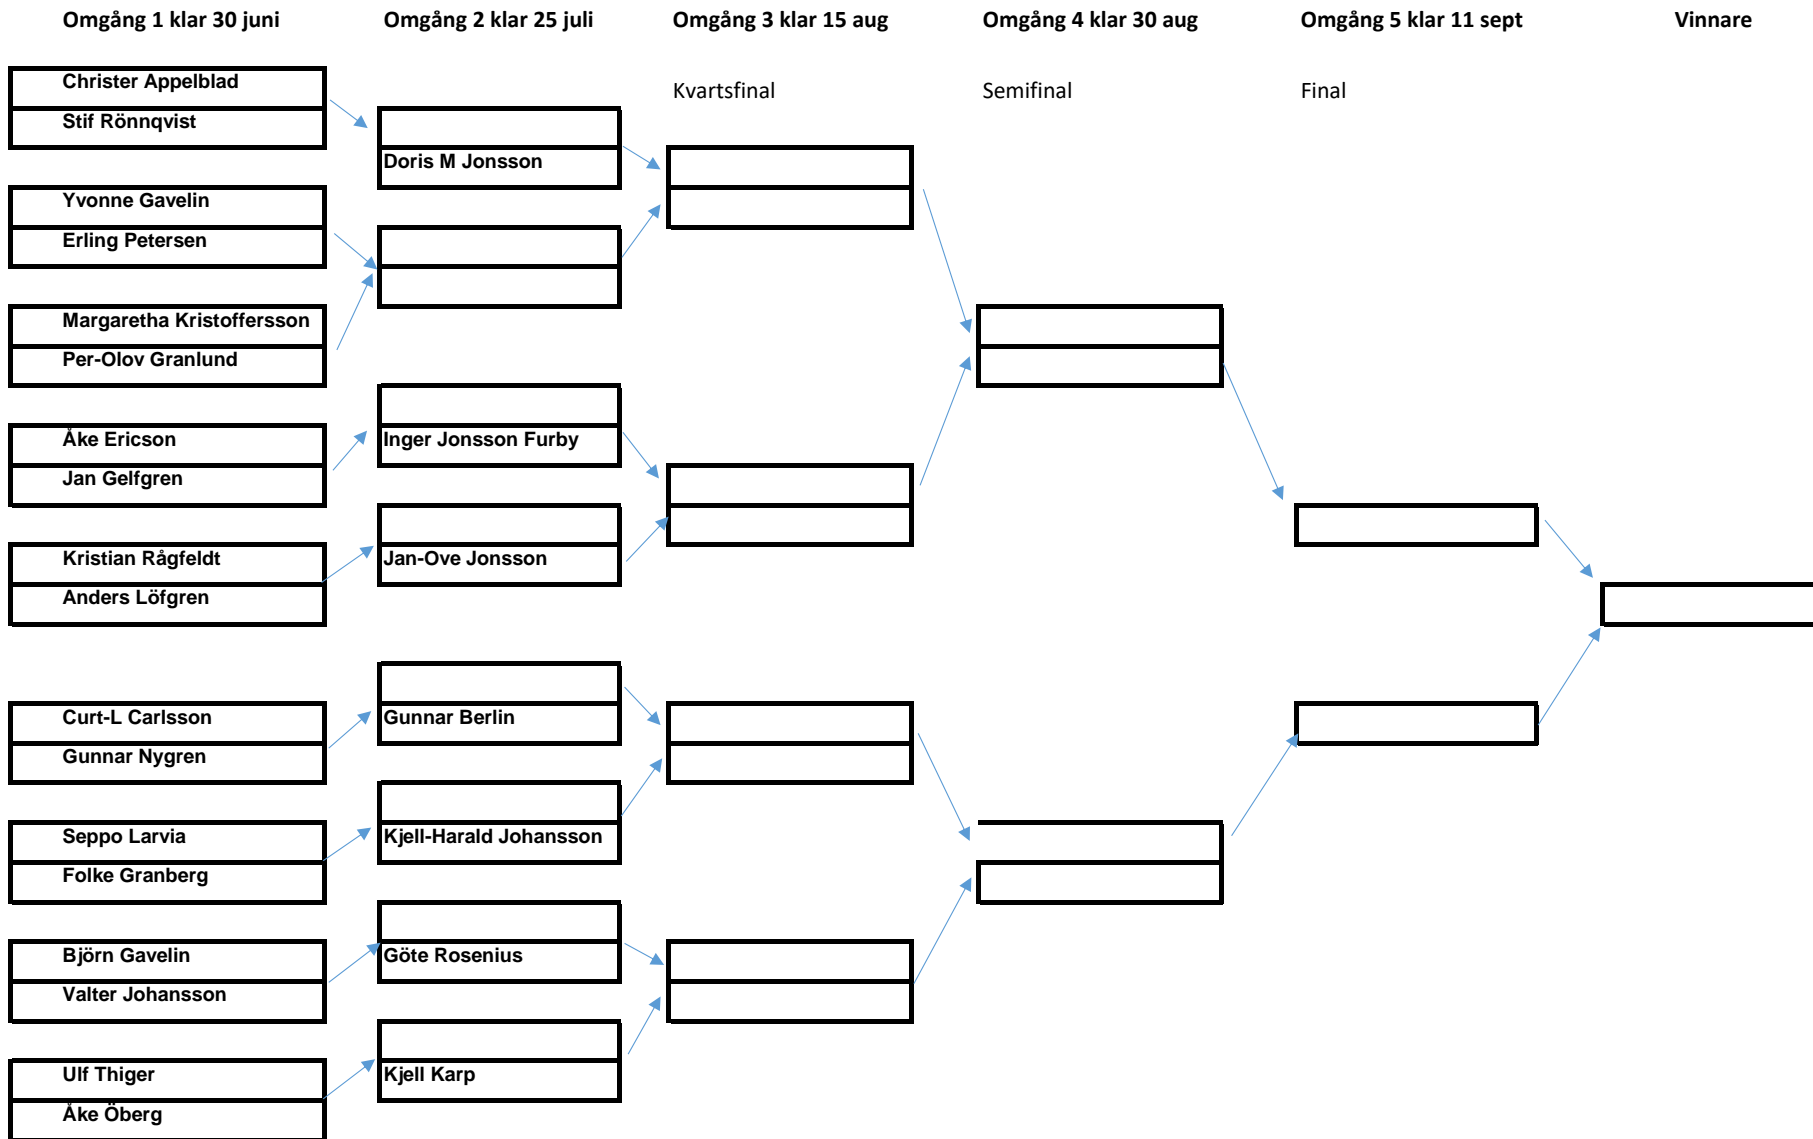 Omgång 1 klar 30 juni
Omgång 2 klar 25 juli
Omgång 3 klar 15 aug
Omgång 4 klar 30 aug
Omgång 5 klar 11 sept
Vinnare
Kvartsfinal
Semifinal
Final
Christer Appelblad
Stif Rönnqvist
Yvonne Gavelin
Erling Petersen
Margaretha Kristoffersson
Per-Olov Granlund
Åke Ericson
Jan Gelfgren
Kristian Rågfeldt
Anders Löfgren
Curt-L Carlsson
Gunnar Nygren
Seppo Larvia
Folke Granberg
Björn Gavelin
Valter Johansson
Ulf Thiger
Åke Öberg
Doris M Jonsson
Inger Jonsson Furby
Jan-Ove Jonsson
Gunnar Berlin
Kjell-Harald Johansson
Göte Rosenius
Kjell Karp